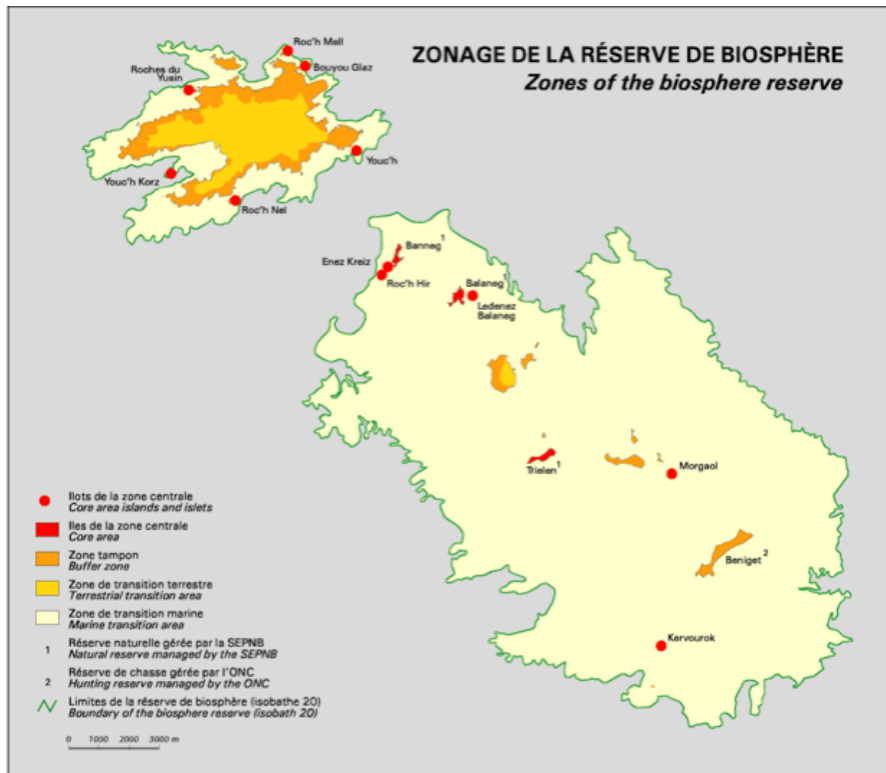 ZONAGE DE LA RÉSERVE DE BIOSPHÈRE
Zones of the biosphere reserve
Roc'h Mell
Bouyou Glaz
Roches du
Yusin
Youc'h
Youc'h Korz
Roc'h Nel
Banneg 1
Enez Kreiz
Roc'h Hir
Balaneg 1
Ledenez
Balaneg
Trielen 1
Morgaol
Beniget 2
Kervourok
Ilots de la zone centrale
Core area islands and islets
Iles de la zone centrale
Core area
Zone tampon
Buffer zone
Zone de transition terrestre
Terrestrial transition area
Zone de transition marine
Marine transition area
1 Réserve naturelle gérée par la SEPNB
Natural reserve managed by the SEPNB
2 Réserve de chasse gérée par l'ONC
Hunting reserve managed by the ONC
Limites de la réserve de biosphère (isobathe 20)
Boundary of the biosphere reserve (isobath 20)
0 1000 2000 3000 m